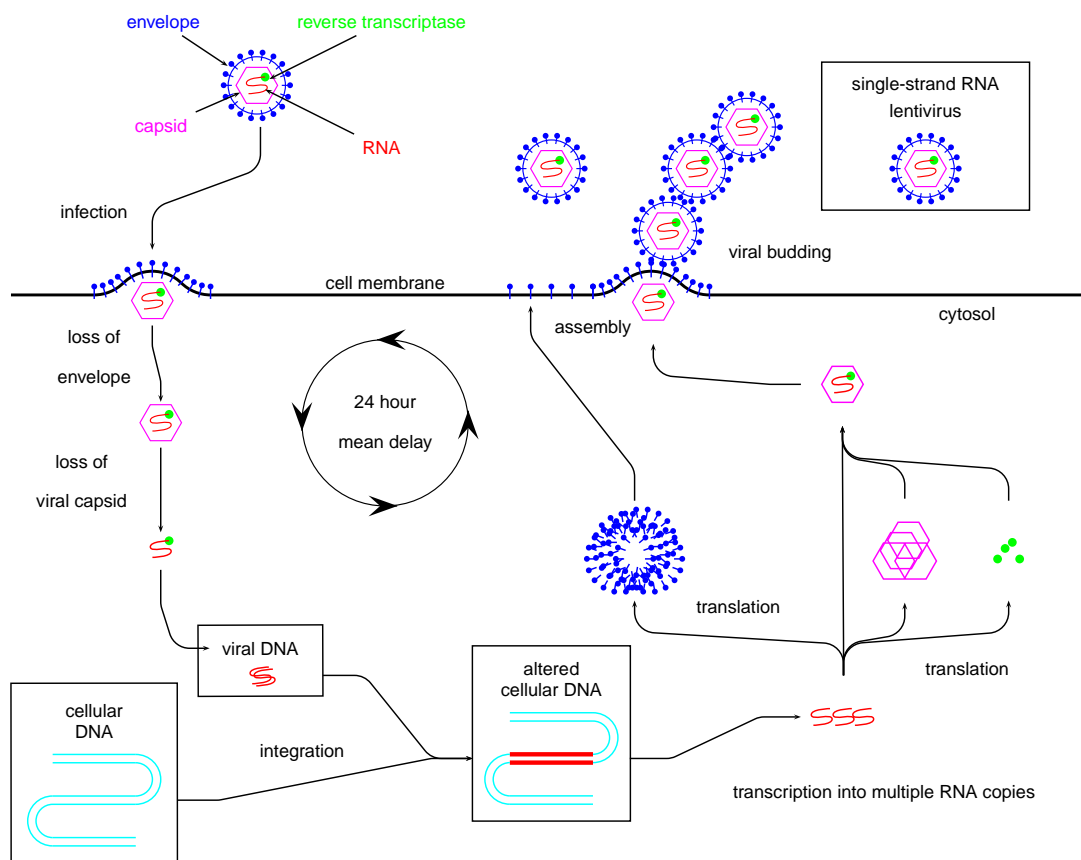 envelope
reverse transcriptase
capsid
RNA
single-strand RNA
lentivirus
infection
viral budding
cell membrane
cytosol
assembly
loss of
envelope
24 hour
mean delay
loss of
viral capsid
translation
translation
viral DNA
altered
cellular DNA
cellular
DNA
integration
transcription into multiple RNA copies